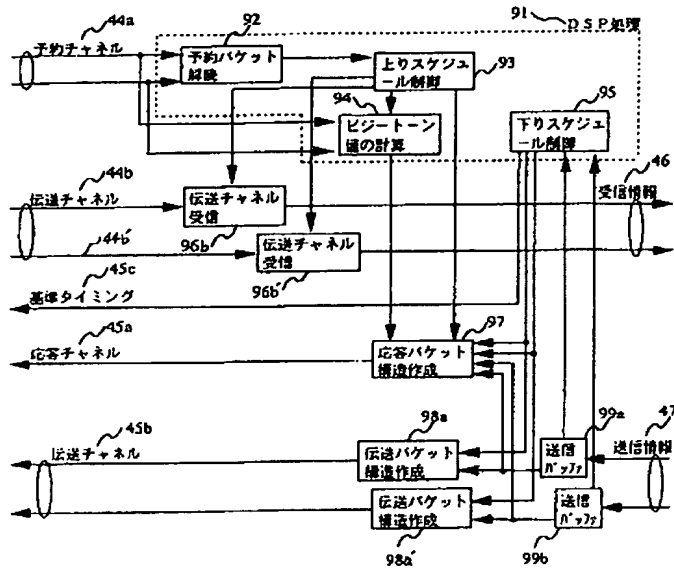 44a
92
91
DSP処理
予約チャネル
予約パケット
解読
上りスケジュ
ール制御
93
94
ビジートーン
値の計算
95
下りスケジュ
ール制御
44b
46
伝送チャネル
伝送チャネル
受信
受信情報
44b'
96b
伝送チャネル
受信
45c
96b'
基準タイミング
45a
97
応答チャネル
応答パケット
構造作成
98a
45b
99a
47
伝送チャネル
伝送パケット
構造作成
送信
バッファ
送信情報
伝送パケット
構造作成
送信
バッファ
98a'
99b